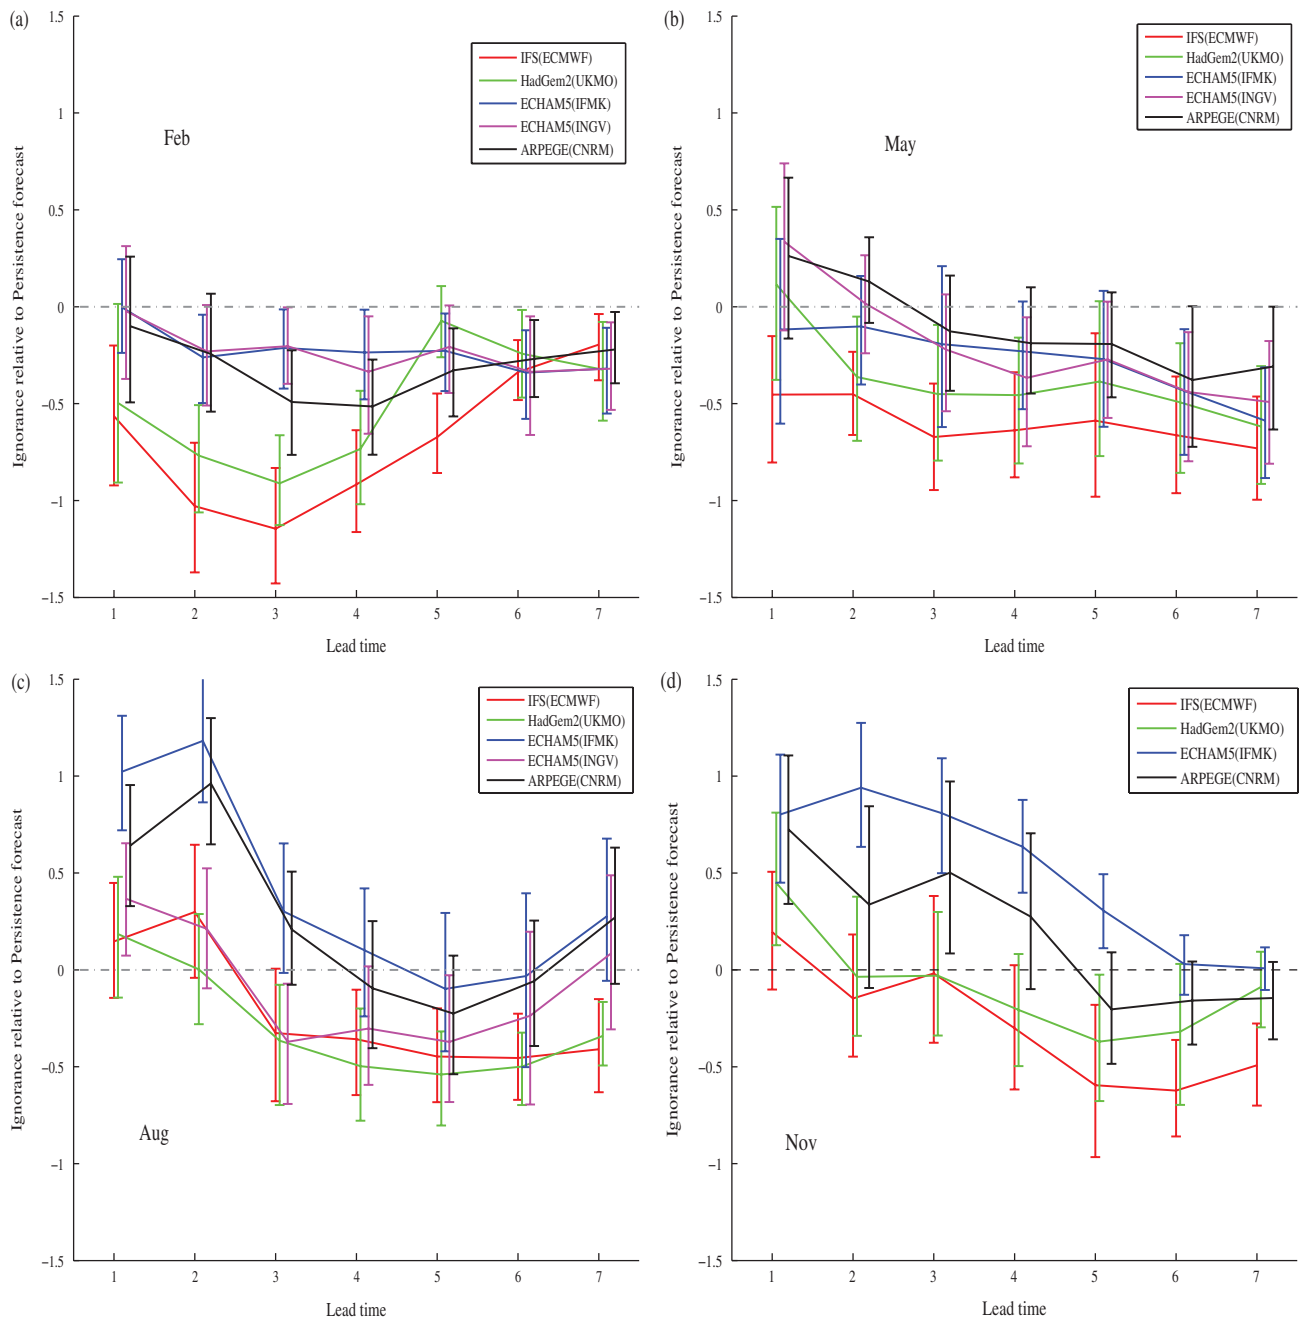 (a)
1.5
1
0.5
0
−0.5
−1
−1.5
Ignorance relative to Persistence forecast
Feb
IFS(ECMWF)
HadGem2(UKMO)
ECHAM5(IFMK)
ECHAM5(INGV)
ARPEGE(CNRM)
1 2 3 4 5 6 7
Lead time
(b)
1.5
1
0.5
0
−0.5
−1
−1.5
Ignorance relative to Persistence forecast
May
IFS(ECMWF)
HadGem2(UKMO)
ECHAM5(IFMK)
ECHAM5(INGV)
ARPEGE(CNRM)
1 2 3 4 5 6 7
Lead time
(c)
1.5
1
0.5
0
−0.5
−1
−1.5
Ignorance relative to Persistence forecast
Aug
IFS(ECMWF)
HadGem2(UKMO)
ECHAM5(IFMK)
ECHAM5(INGV)
ARPEGE(CNRM)
1 2 3 4 5 6 7
Lead time
(d)
1.5
1
0.5
0
−0.5
−1
−1.5
Ignorance relative to Persistence forecast
Nov
IFS(ECMWF)
HadGem2(UKMO)
ECHAM5(IFMK)
ARPEGE(CNRM)
1 2 3 4 5 6 7
Lead time